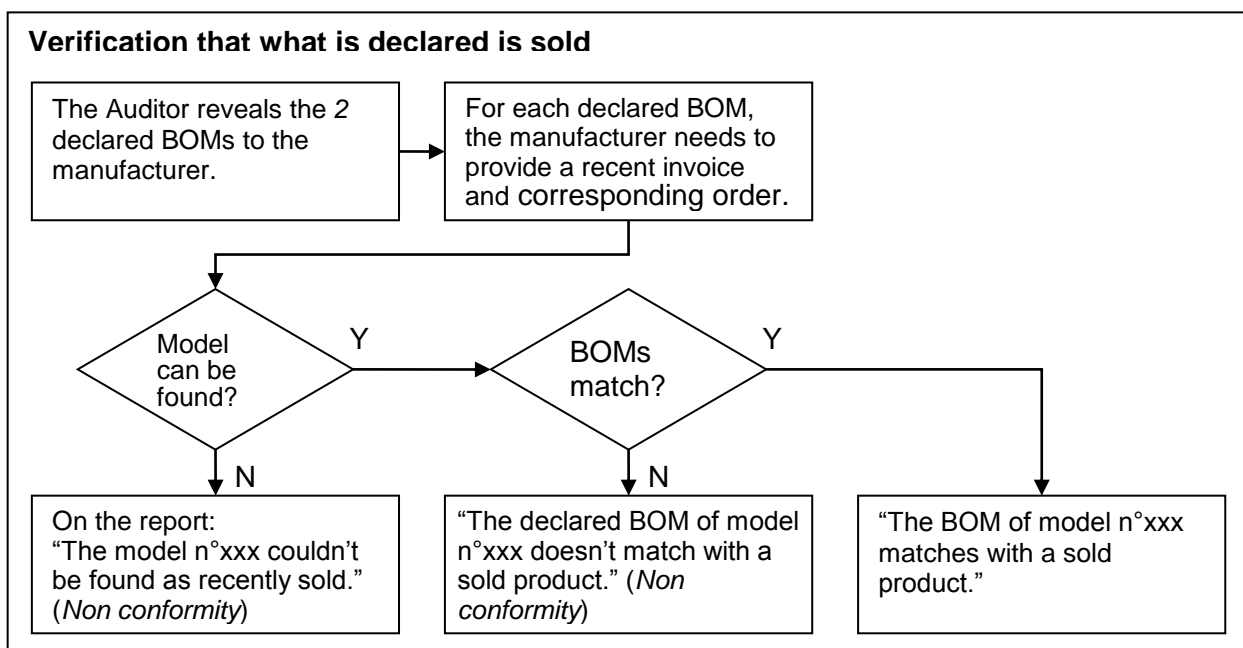 Verification that what is declared is sold
The Auditor reveals the 2
declared BOMs to the
manufacturer.
For each declared BOM,
the manufacturer needs to
provide a recent invoice
and corresponding order.
Model
can be
found?
Y
BOMs
match?
Y
N
N
On the report:
“The model n°xxx couldn’t
be found as recently sold.”
(Non conformity)
“The declared BOM of model
n°xxx doesn’t match with a
sold product.” (Non
conformity)
“The BOM of model n°xxx
matches with a sold
product.”